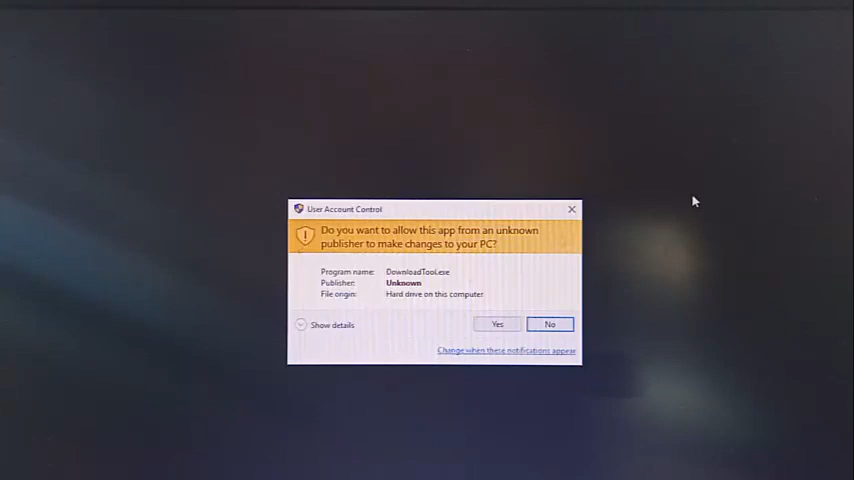 User Account Control
Do you want to allow this app from an unknown
publisher to make changes to your PC?
Program name: DownloadTool.exe
Publisher: Unknown
File origin: Hard drive on this computer
Show details
Yes No
Change when these notifications appear